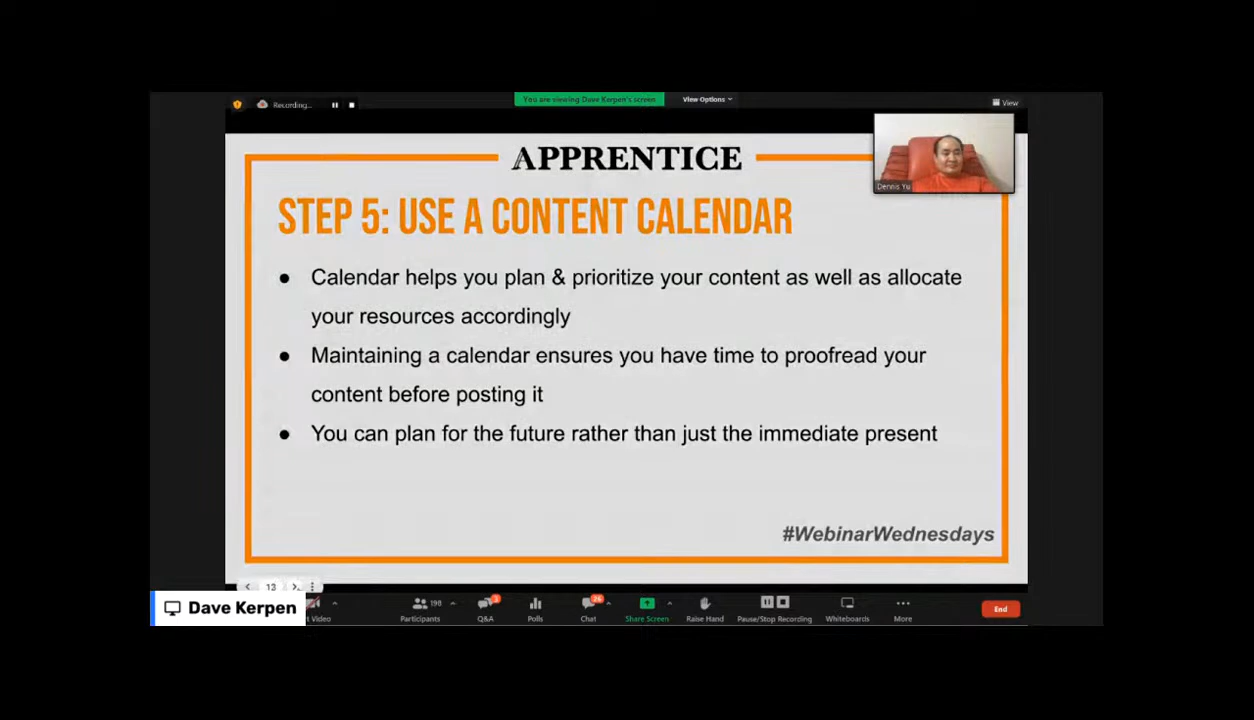 Recording...
You are viewing Dave Kerpen's screen
View Options
View
APPRENTICE
Dennis Yu
STEP 5: USE A CONTENT CALENDAR
● Calendar helps you plan & prioritize your content as well as allocate
your resources accordingly
● Maintaining a calendar ensures you have time to proofread your
content before posting it
● You can plan for the future rather than just the immediate present
#WebinarWednesdays
13
Dave Kerpen
Video
198
Participants
Q&A
Polls
26
Chat
Share Screen
Raise Hand
Pause/Stop Recording
Whiteboards
More
End